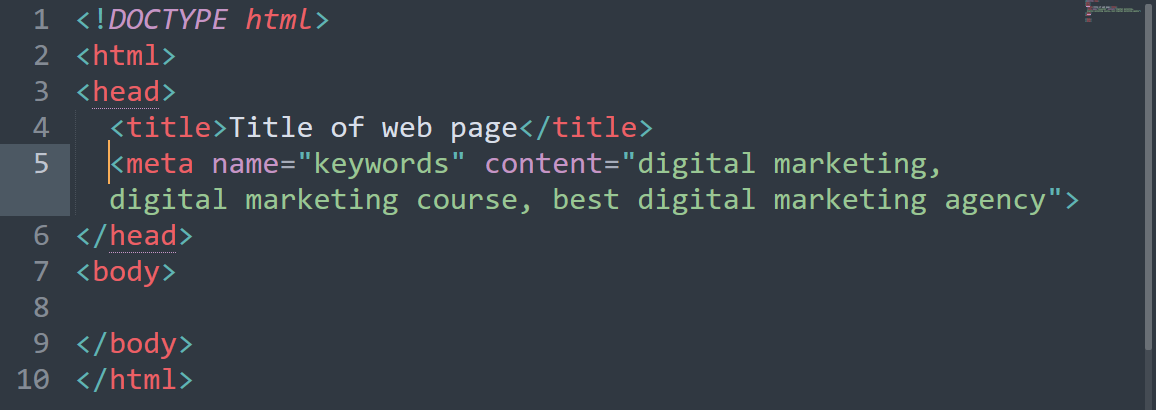 1 <!DOCTYPE html>
2 <html>
3 <head>
4 <title>Title of web page</title>
5 <meta name="keywords" content="digital marketing,
digital marketing course, best digital marketing agency">
6 </head>
7 <body>
8
9 </body>
10 </html>